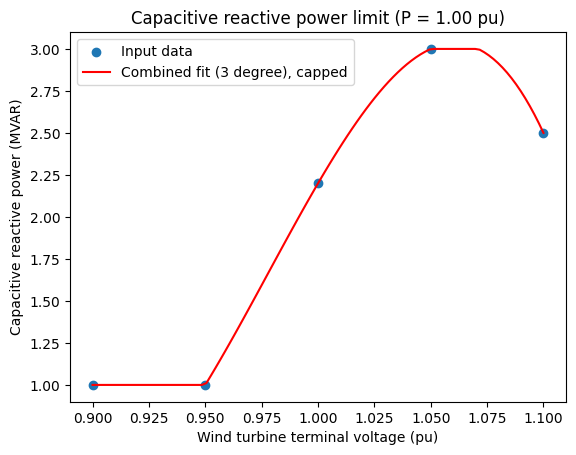 Capacitive reactive power limit (P = 1.00 pu)
Input data
Combined fit (3 degree), capped
Capacitive reactive power (MVAR)
3.00
2.75
2.50
2.25
2.00
1.75
1.50
1.25
1.00
0.900 0.925 0.950 0.975 1.000 1.025 1.050 1.075 1.100
Wind turbine terminal voltage (pu)